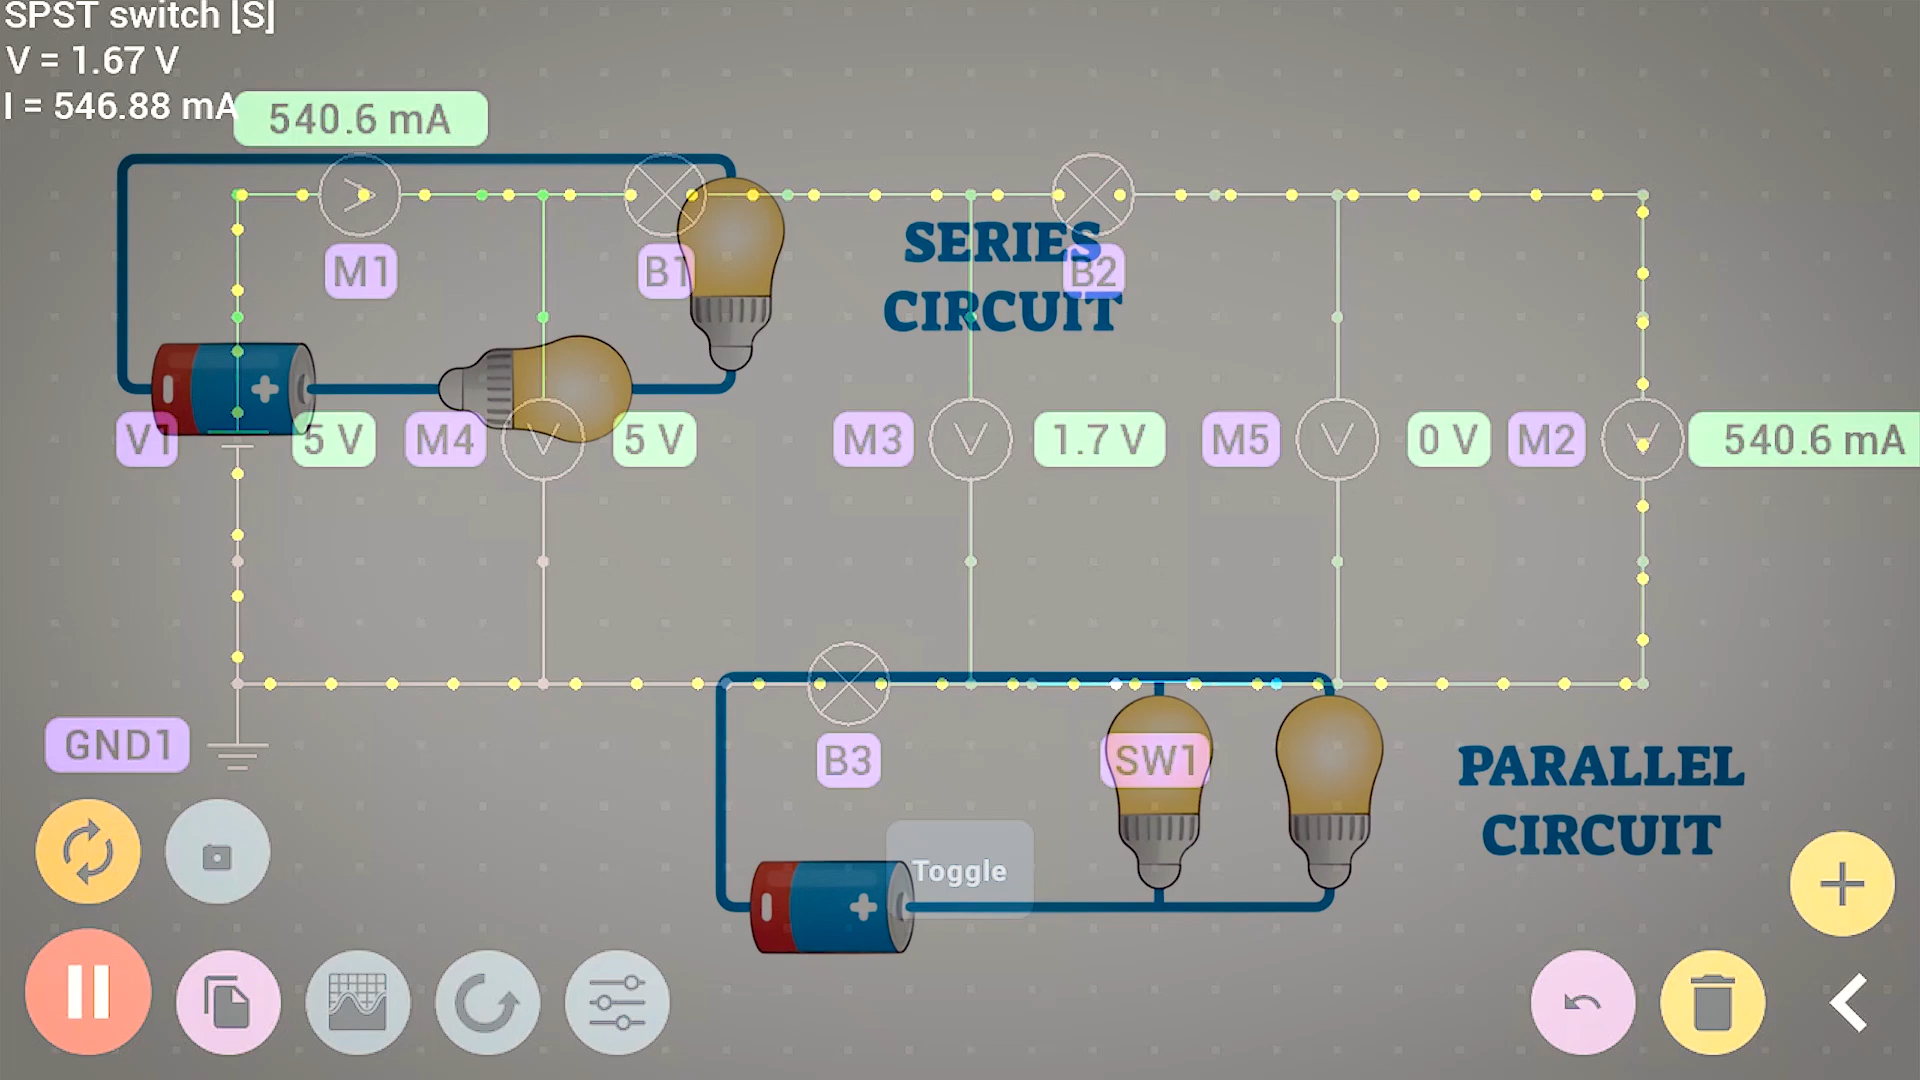 SPST switch [S]
V = 1.67 V
I = 546.88 mA
540.6 mA
M1
B1
SERIES
CIRCUIT
B2
V1
5 V
M4
5 V
M3
1.7 V
M5
0 V
M2
540.6 mA
GND1
B3
SW1
PARALLEL
CIRCUIT
Toggle